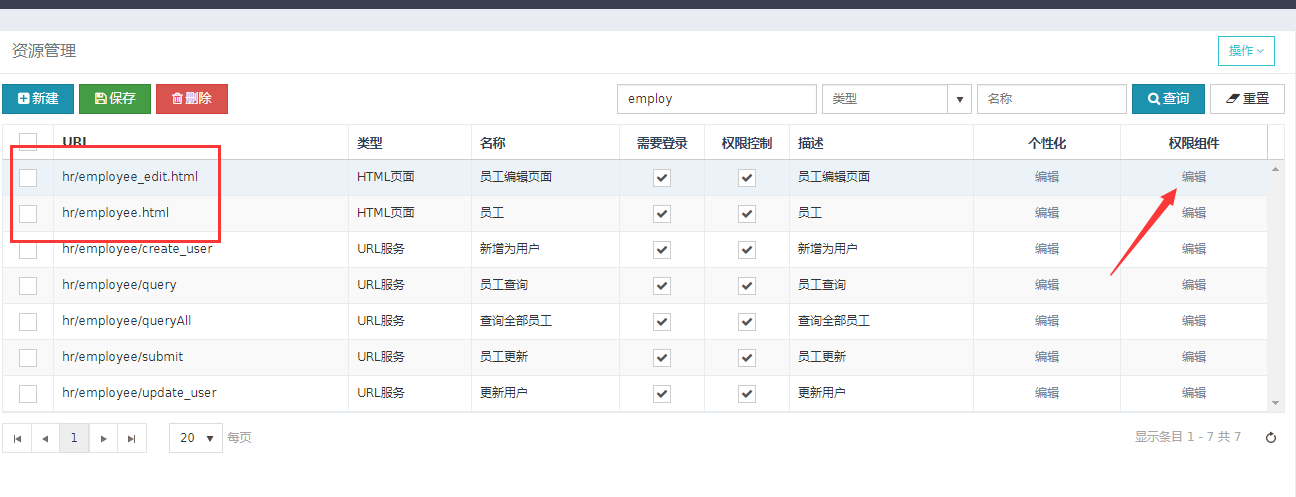 资源管理
操作
新建 保存 删除 employ 类型 名称 查询 重置
URL 类型 名称 需要登录 权限控制 描述 个性化 权限组件
hr/employee_edit.html HTML页面 员工编辑页面 员工编辑页面 编辑 编辑
hr/employee.html HTML页面 员工 员工 编辑 编辑
hr/employee/create_user URL服务 新增为用户 新增为用户 编辑 编辑
hr/employee/query URL服务 员工查询 员工查询 编辑 编辑
hr/employee/queryAll URL服务 查询全部员工 查询全部员工 编辑 编辑
hr/employee/submit URL服务 员工更新 员工更新 编辑 编辑
hr/employee/update_user URL服务 更新用户 更新用户 编辑 编辑
1 20 每页 显示条目 1 - 7 共 7